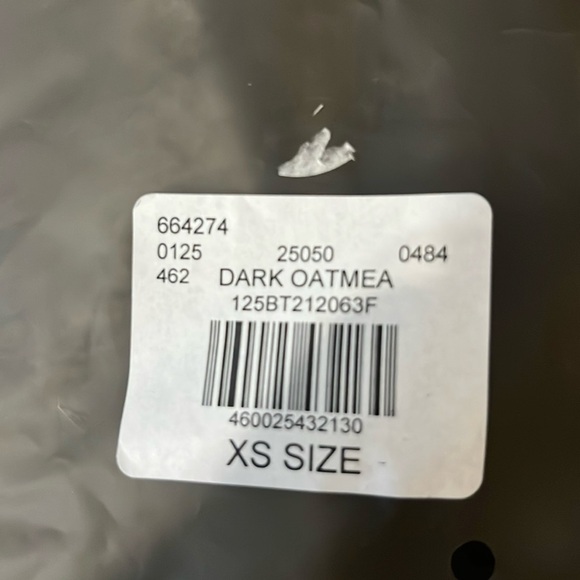 664274
0125 25050 0484
462 DARK OATMEA
125BT212063F
460025432130
XS SIZE